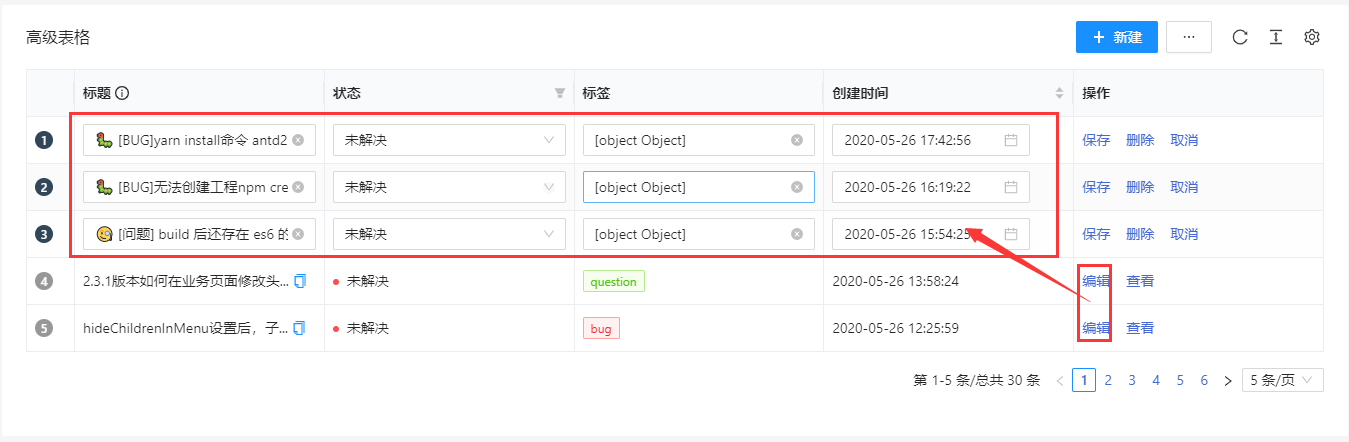 高级表格
+ 新建
...
标题 状态 标签 创建时间 操作
1 [BUG]yarn install命令 antd2 未解决 [object Object] 2020-05-26 17:42:56 保存 删除 取消
2 [BUG]无法创建工程npm cre 未解决 [object Object] 2020-05-26 16:19:22 保存 删除 取消
3 [问题] build 后还存在 es6 的 未解决 [object Object] 2020-05-26 15:54:25 保存 删除 取消
4 2.3.1版本如何在业务页面修改头... 未解决 question 2020-05-26 13:58:24 编辑 查看
5 hideChildrenInMenu设置后，子... 未解决 bug 2020-05-26 12:25:59 编辑 查看
第 1-5 条/总共 30 条 < 1 2 3 4 5 6 > 5 条/页